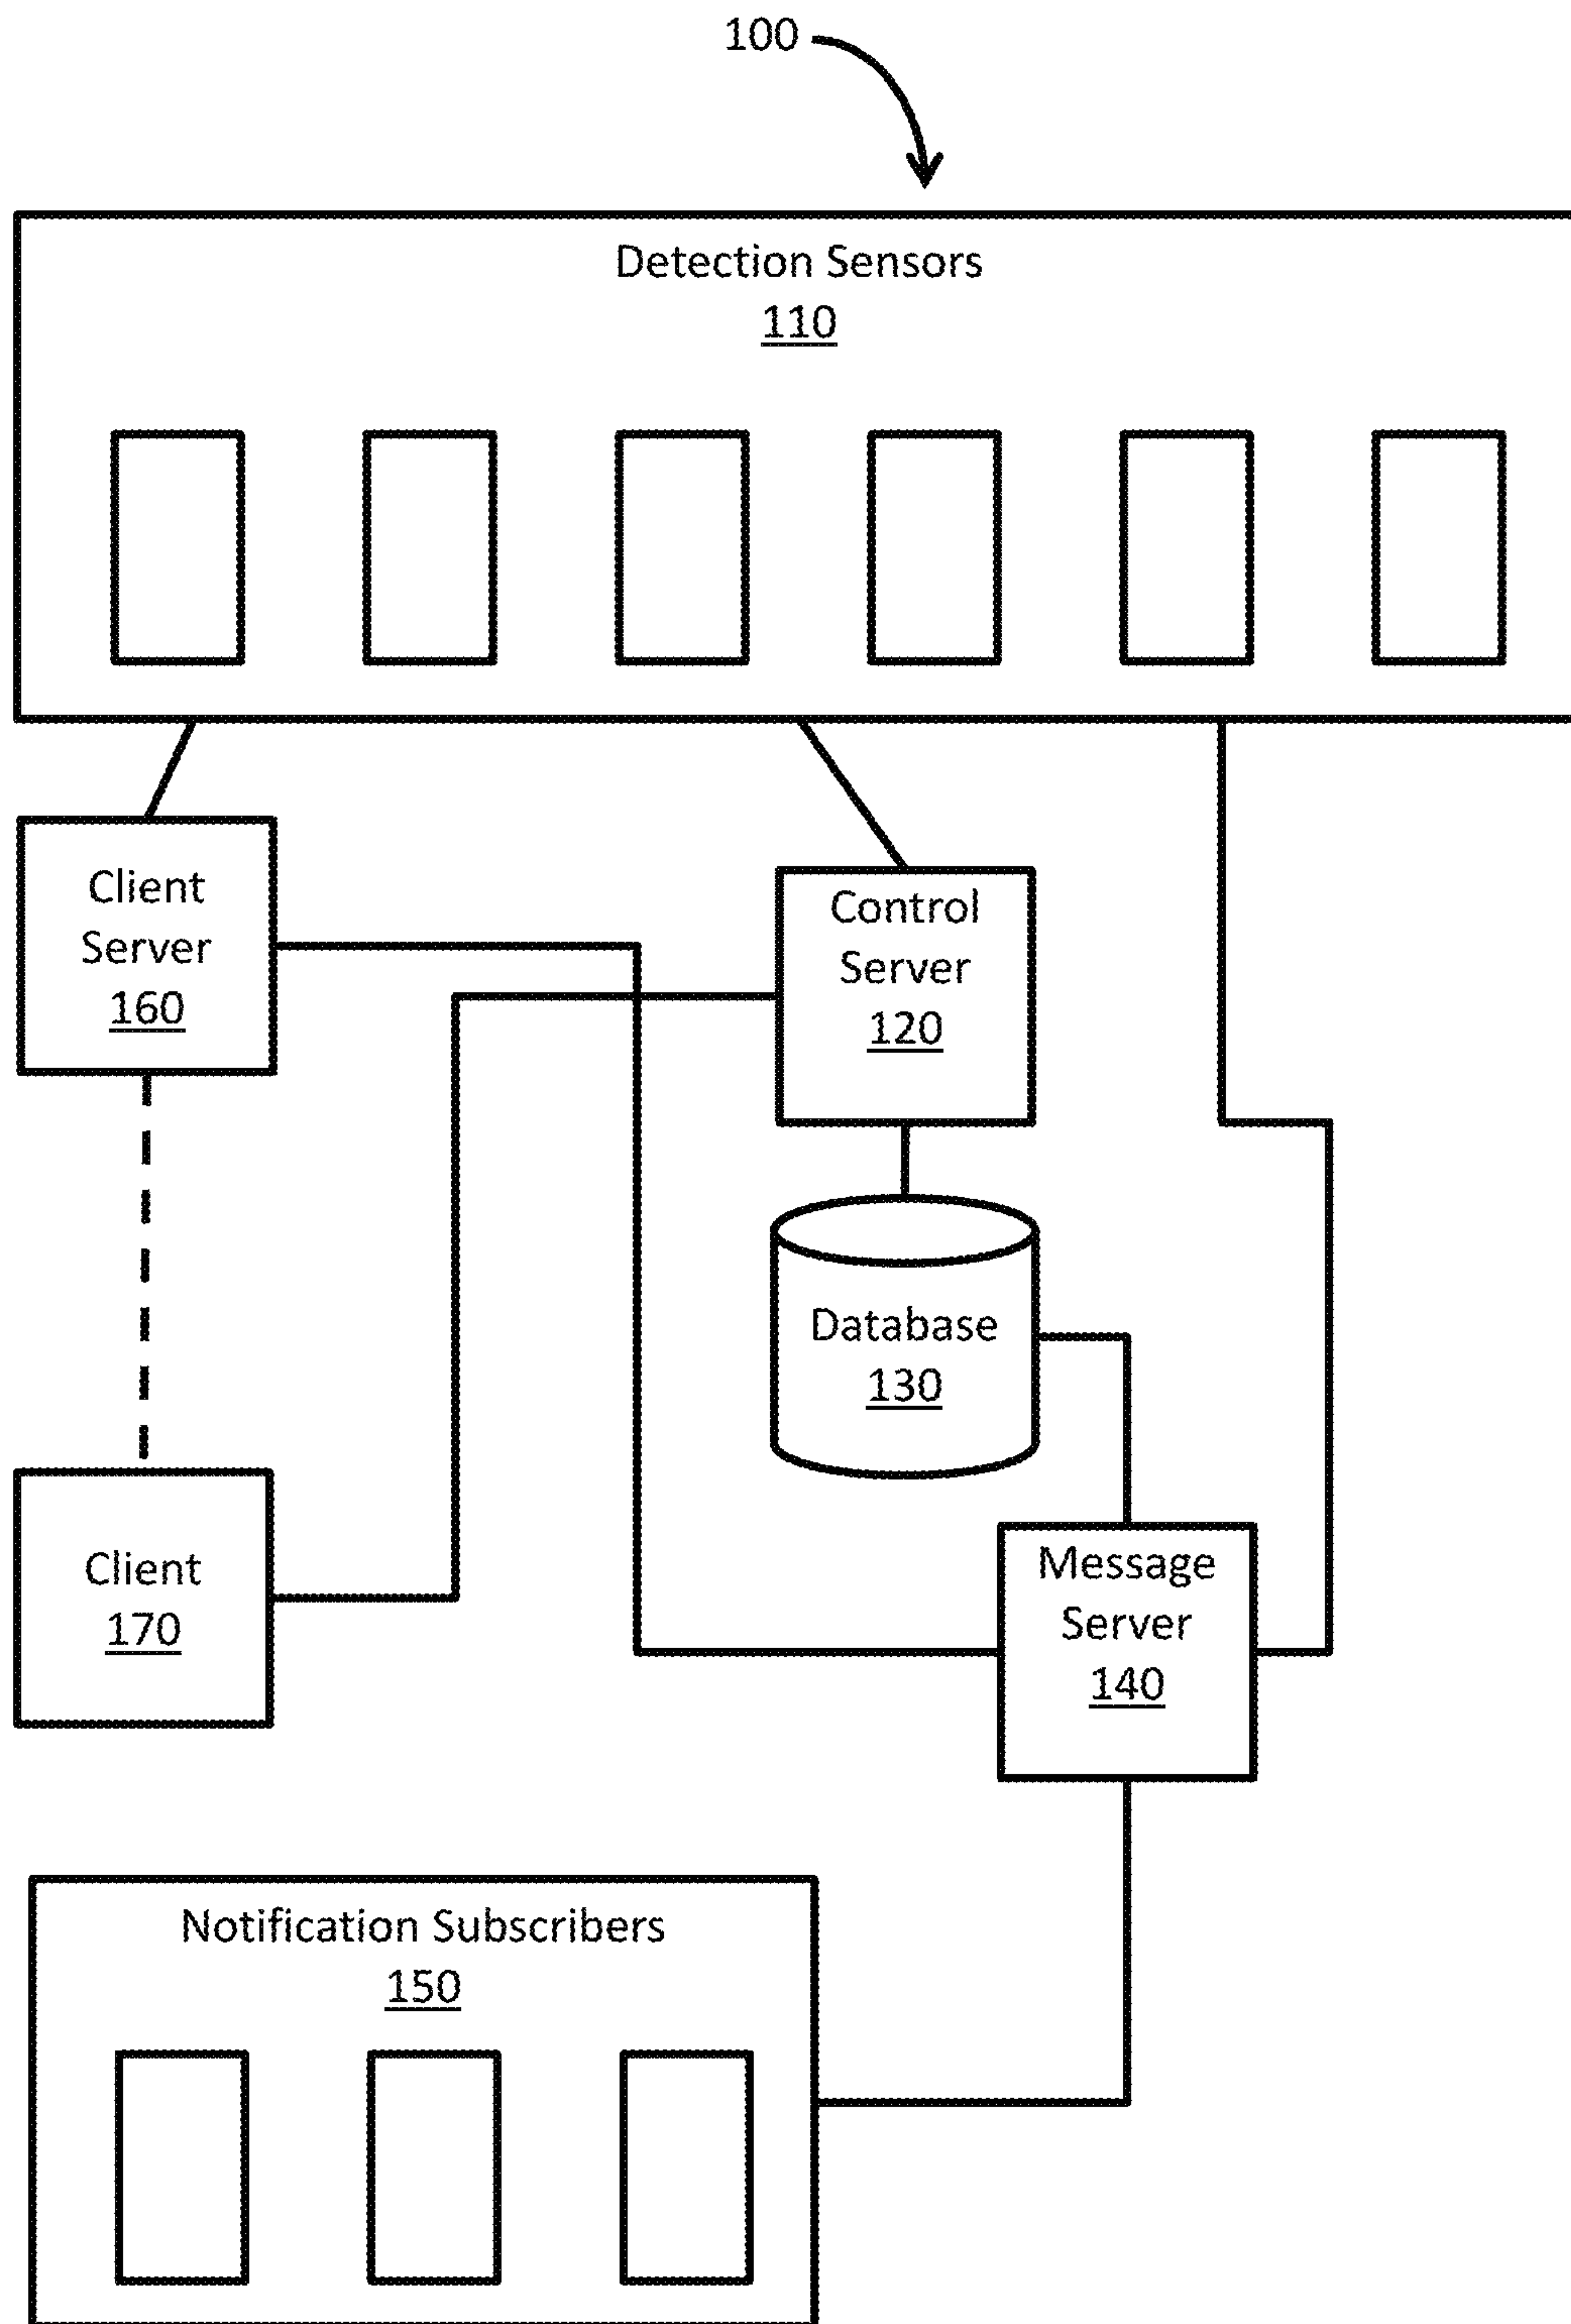 100
Detection Sensors
110
Client
Server
160
Control
Server
120
Database
130
Client
170
Message
Server
140
Notification Subscribers
150